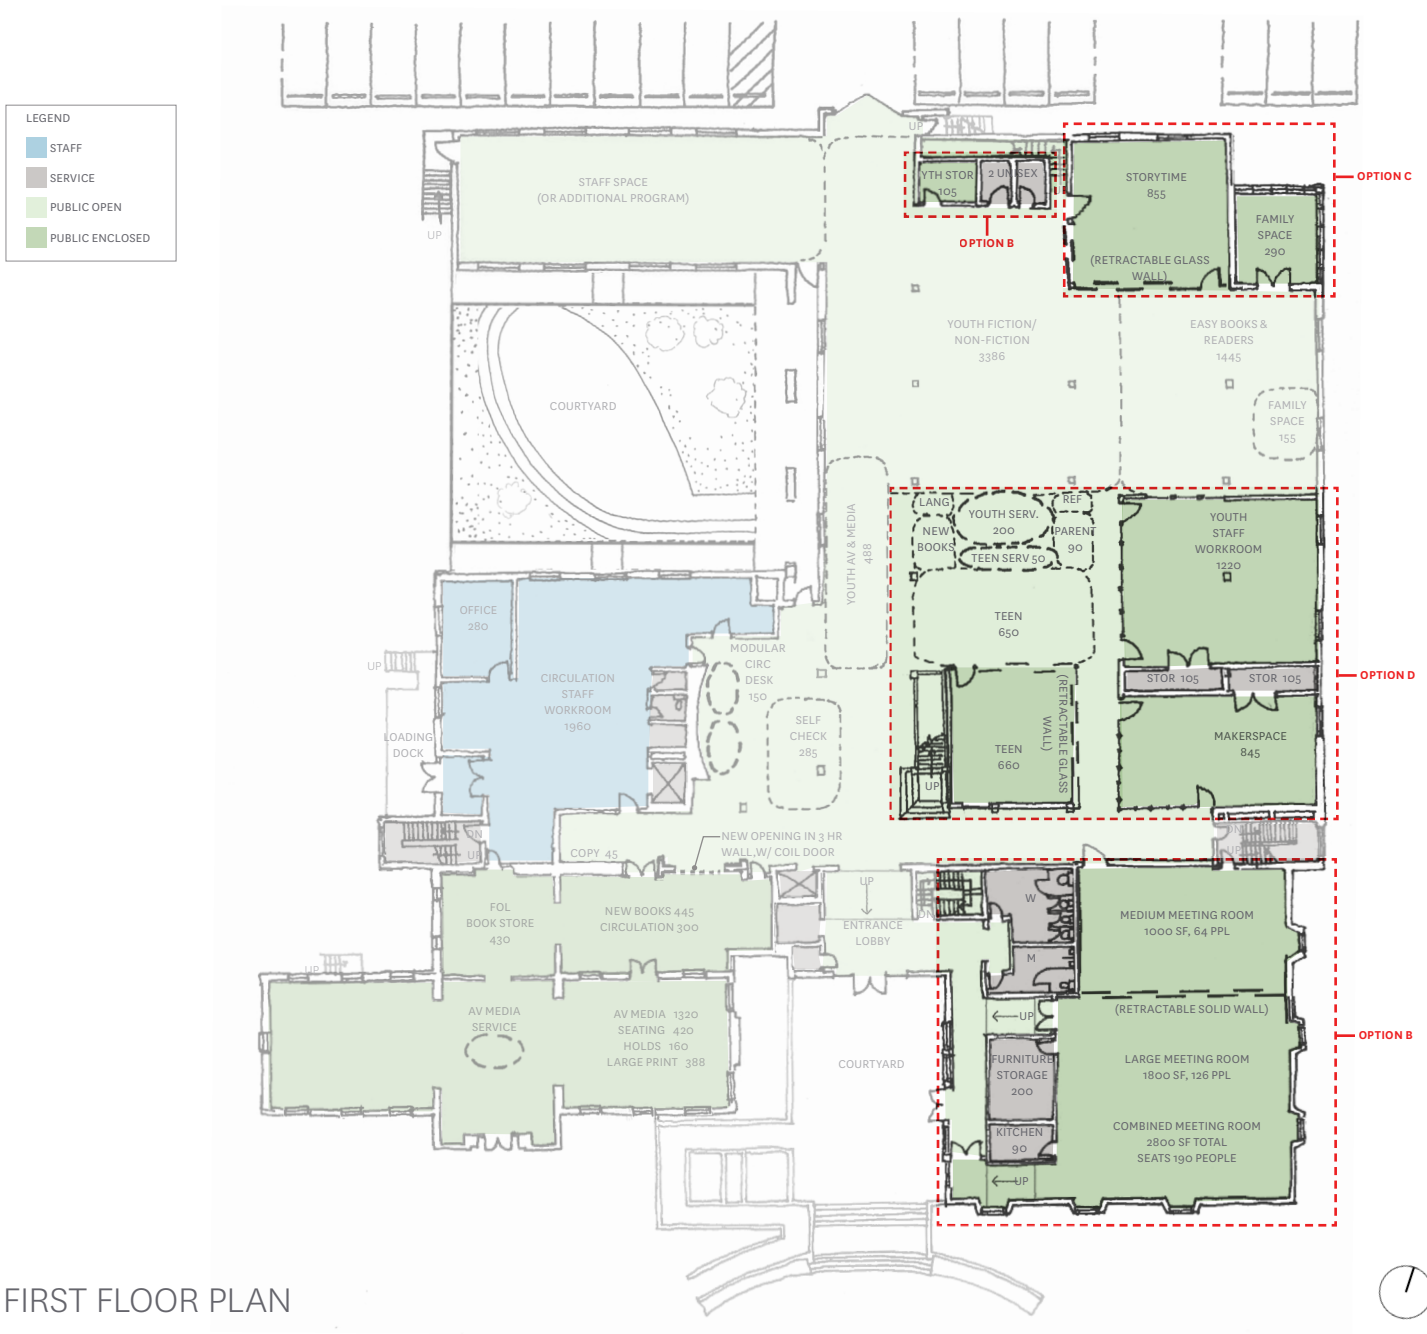 LEGEND
STAFF
SERVICE
PUBLIC OPEN
PUBLIC ENCLOSED
UP
STAFF SPACE
(OR ADDITIONAL PROGRAM)
UP
YTH STOR
105
2 UNISEX
OPTION B
STORYTIME
855
(RETRACTABLE GLASS
WALL)
FAMILY
SPACE
290
OPTION C
YOUTH FICTION/
NON-FICTION
3386
EASY BOOKS &
READERS
1445
FAMILY
SPACE
155
COURTYARD
YOUTH AV & MEDIA
488
LANG
NEW
BOOKS
YOUTH SERV.
200
TEEN SERV 50
REF
PARENT
90
TEEN
650
YOUTH
STAFF
WORKROOM
1220
STOR 105
STOR 105
OPTION D
TEEN
660
(RETRACTABLE GLASS
WALL)
UP
MAKERSPACE
845
OFFICE
280
UP
CIRCULATION
STAFF
WORKROOM
1960
MODULAR
CIRC
DESK
150
SELF
CHECK
285
LOADING
DOCK
DN
UP
COPY 45
NEW OPENING IN 3 HR
WALL,W/ COIL DOOR
DN
UP
FOL
BOOK STORE
430
NEW BOOKS 445
CIRCULATION 300
UP
DN
ENTRANCE
LOBBY
W
M
MEDIUM MEETING ROOM
1000 SF, 64 PPL
(RETRACTABLE SOLID WALL)
UP
UP
AV MEDIA
SERVICE
AV MEDIA 1320
SEATING 420
HOLDS 160
LARGE PRINT 388
COURTYARD
FURNITURE
STORAGE
200
LARGE MEETING ROOM
1800 SF, 126 PPL
OPTION B
KITCHEN
90
COMBINED MEETING ROOM
2800 SF TOTAL
SEATS 190 PEOPLE
UP
FIRST FLOOR PLAN